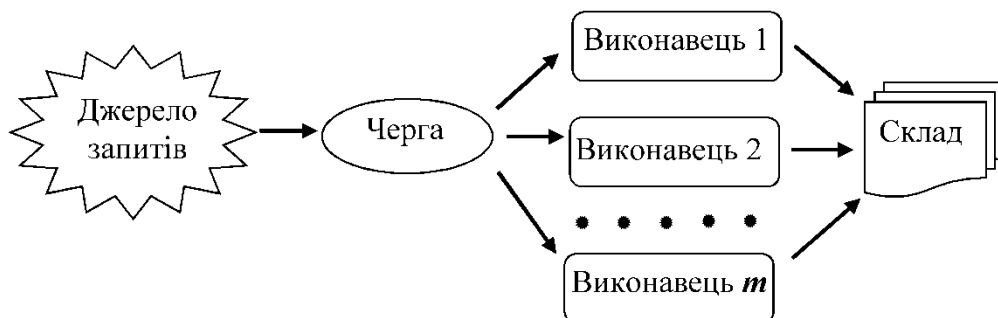 Джерело
запитів
Черга
Виконавець 1
Виконавець 2
Виконавець m
Склад